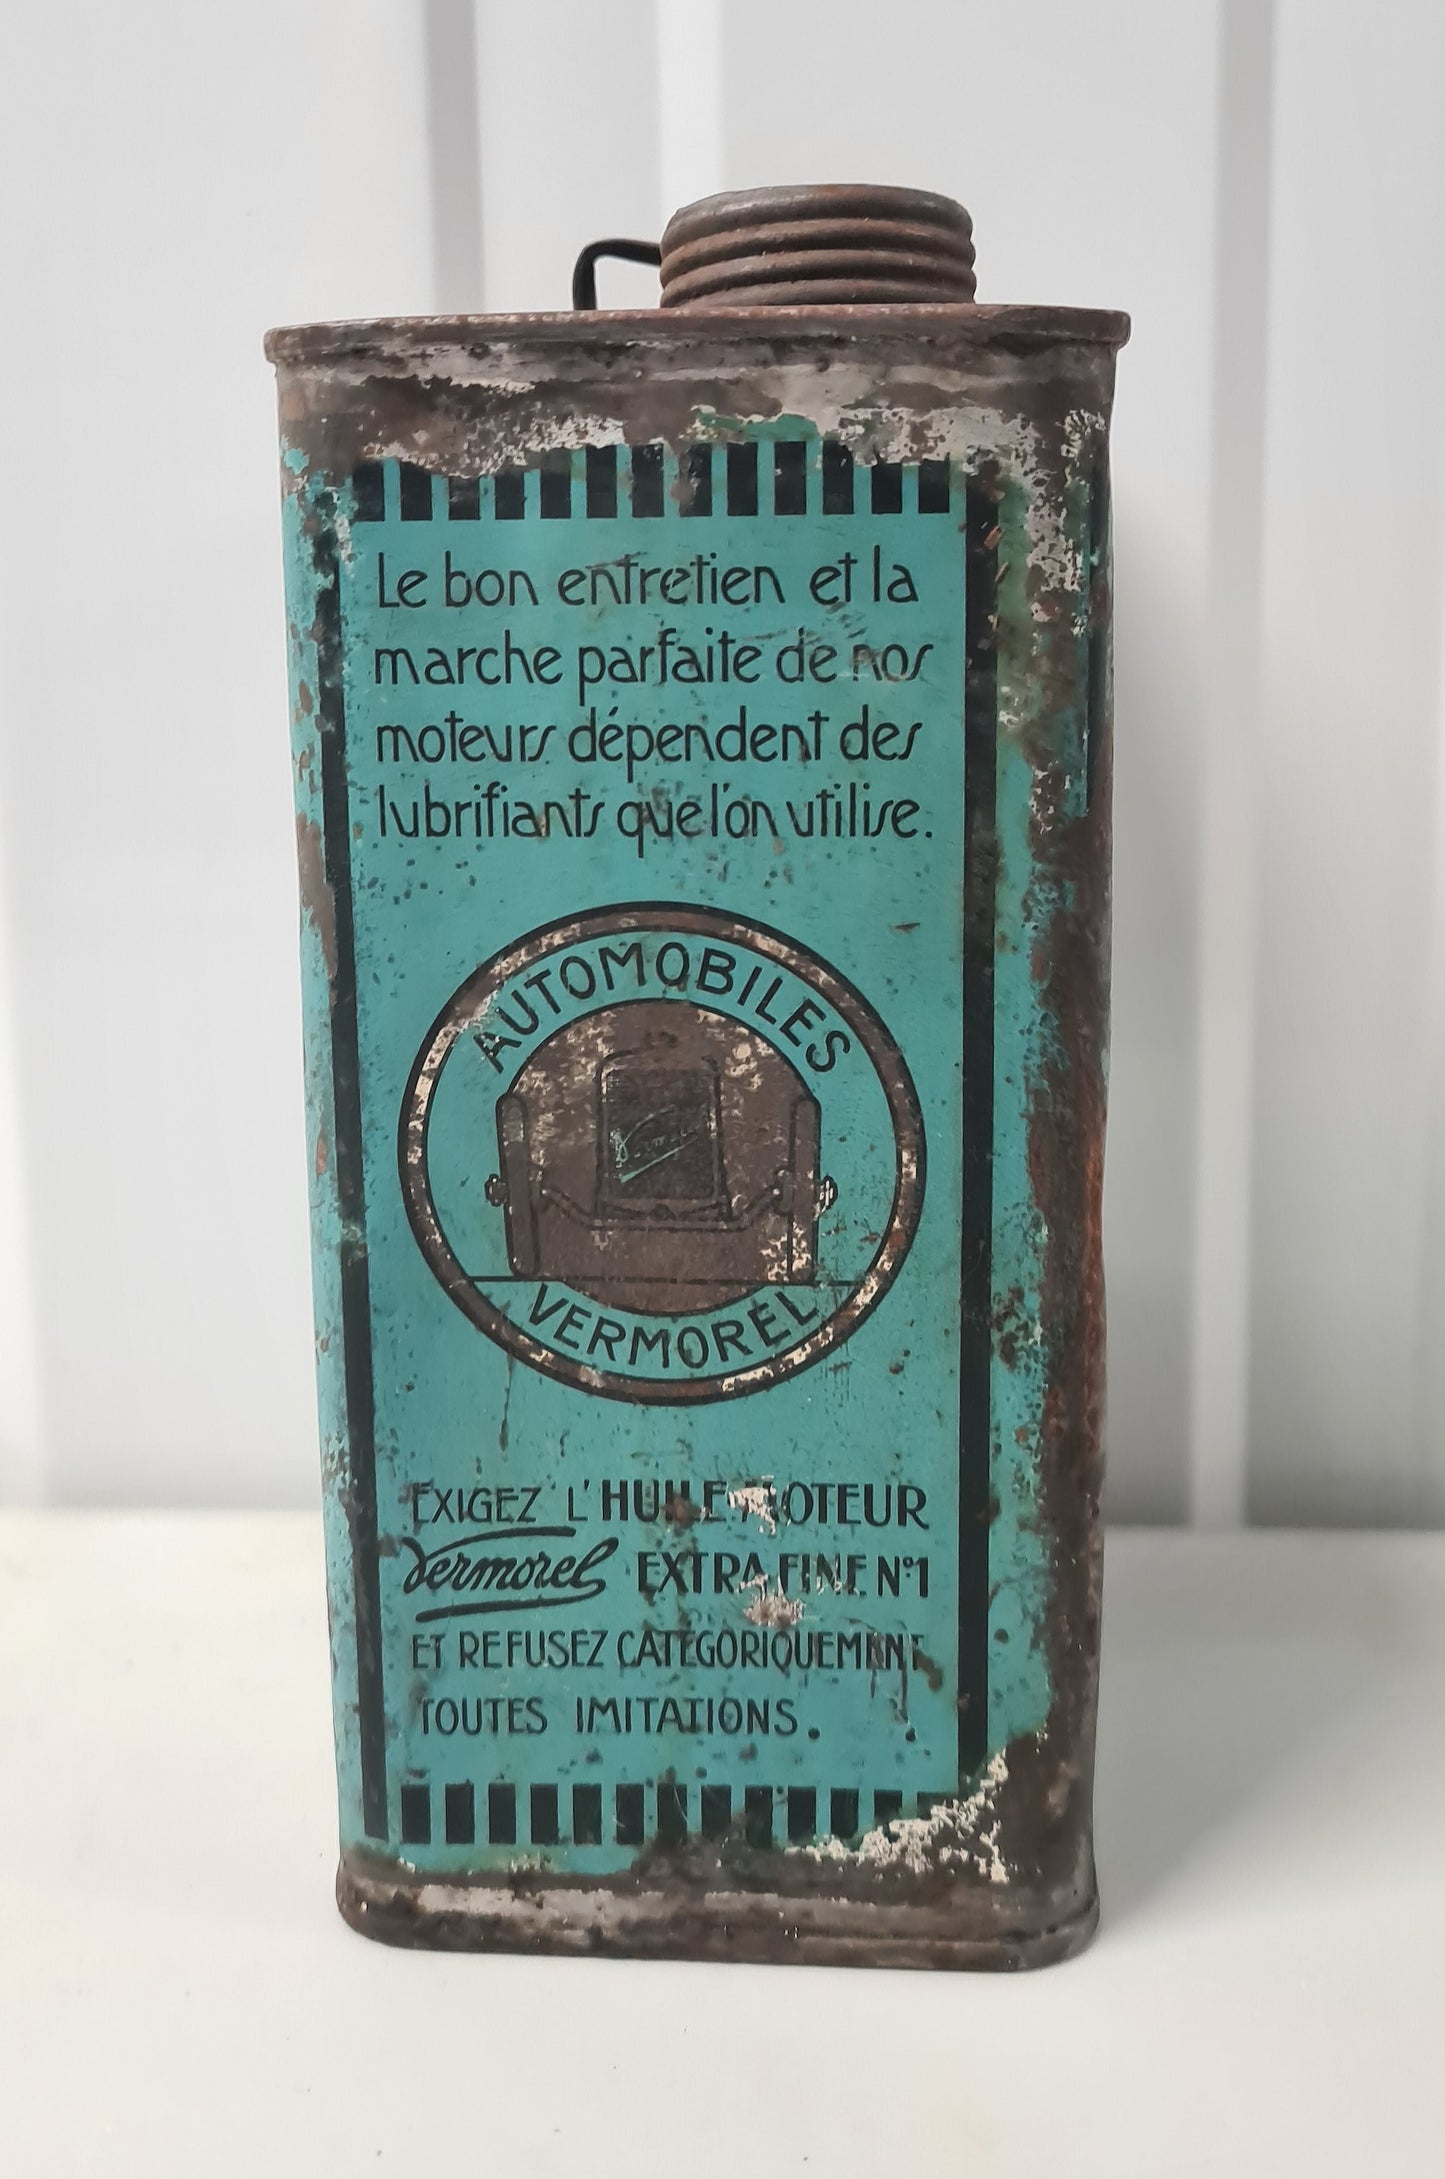 Le bon entretien et la
marche parfaite de nos
moteurs dépendent des
lubrifiants que l'on utilise.
AUTOMOBILES
Vermorel
VERMOREL
EXIGEZ L'HUILE MOTEUR
Vermorel EXTRA FINE N°1
ET REFUSEZ CATÉGORIQUEMENT
TOUTES IMITATIONS.